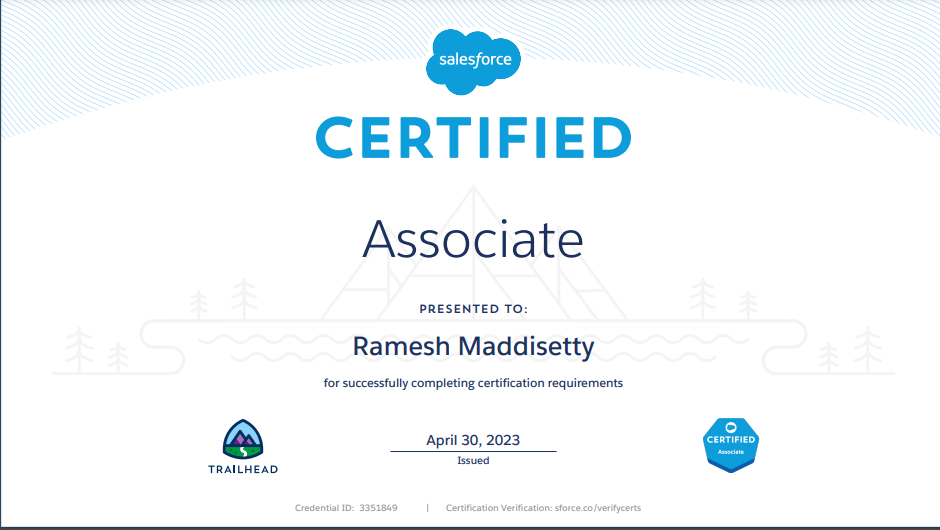 salesforce
CERTIFIED
Associate
PRESENTED TO:
Ramesh Maddisetty
for successfully completing certification requirements
TRAILHEAD
April 30, 2023
Issued
CERTIFIED
Associate
Credential ID: 3351849 | Certification Verification: sforce.co/verifycerts